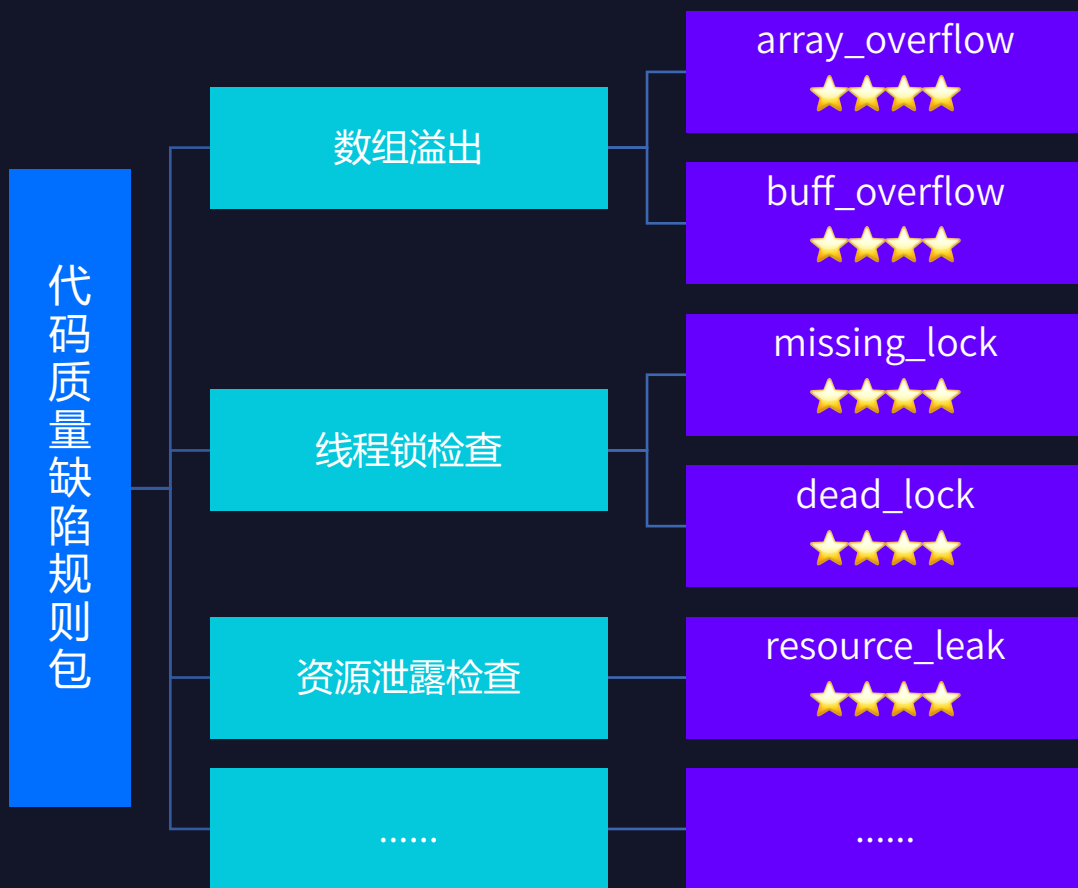 代码质量缺陷规则包
数组溢出
array_overflow
buff_overflow
线程锁检查
missing_lock
dead_lock
资源泄露检查
resource_leak
......
......